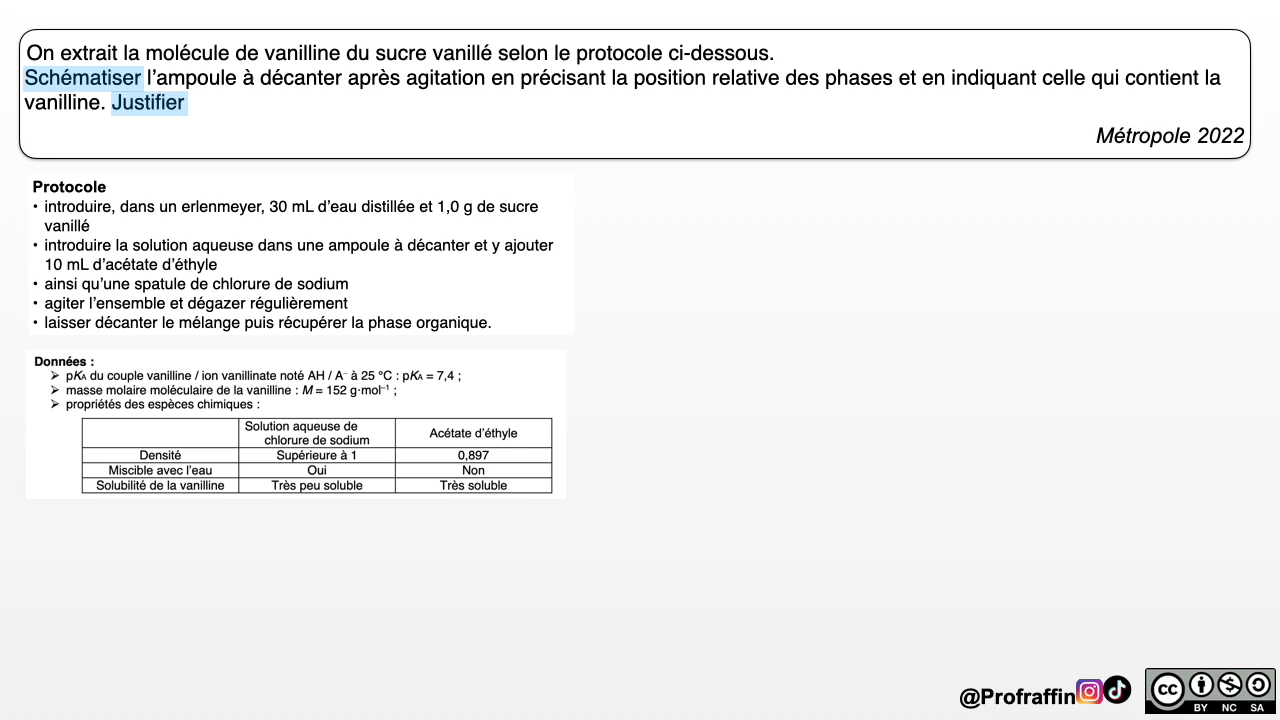 On extrait la molécule de vanilline du sucre vanillé selon le protocole ci-dessous.
Schématiser l’ampoule à décanter après agitation en précisant la position relative des phases et en indiquant celle qui contient la
vanilline. Justifier
Métropole 2022
Protocole
• introduire, dans un erlenmeyer, 30 mL d’eau distillée et 1,0 g de sucre
vanillé
• introduire la solution aqueuse dans une ampoule à décanter et y ajouter
10 mL d’acétate d’éthyle
• ainsi qu’une spatule de chlorure de sodium
• agiter l’ensemble et dégazer régulièrement
• laisser décanter le mélange puis récupérer la phase organique.
Données :
➢ pKA du couple vanilline / ion vanillinate noté AH / A⁻ à 25 °C : pKA = 7,4 ;
➢ masse molaire moléculaire de la vanilline : M = 152 g·mol⁻¹ ;
➢ propriétés des espèces chimiques :
Solution aqueuse de
chlorure de sodium
Acétate d’éthyle
Densité Supérieure à 1 0,897
Miscible avec l’eau Oui Non
Solubilité de la vanilline Très peu soluble Très soluble
@Profraffin
cc BY NC SA